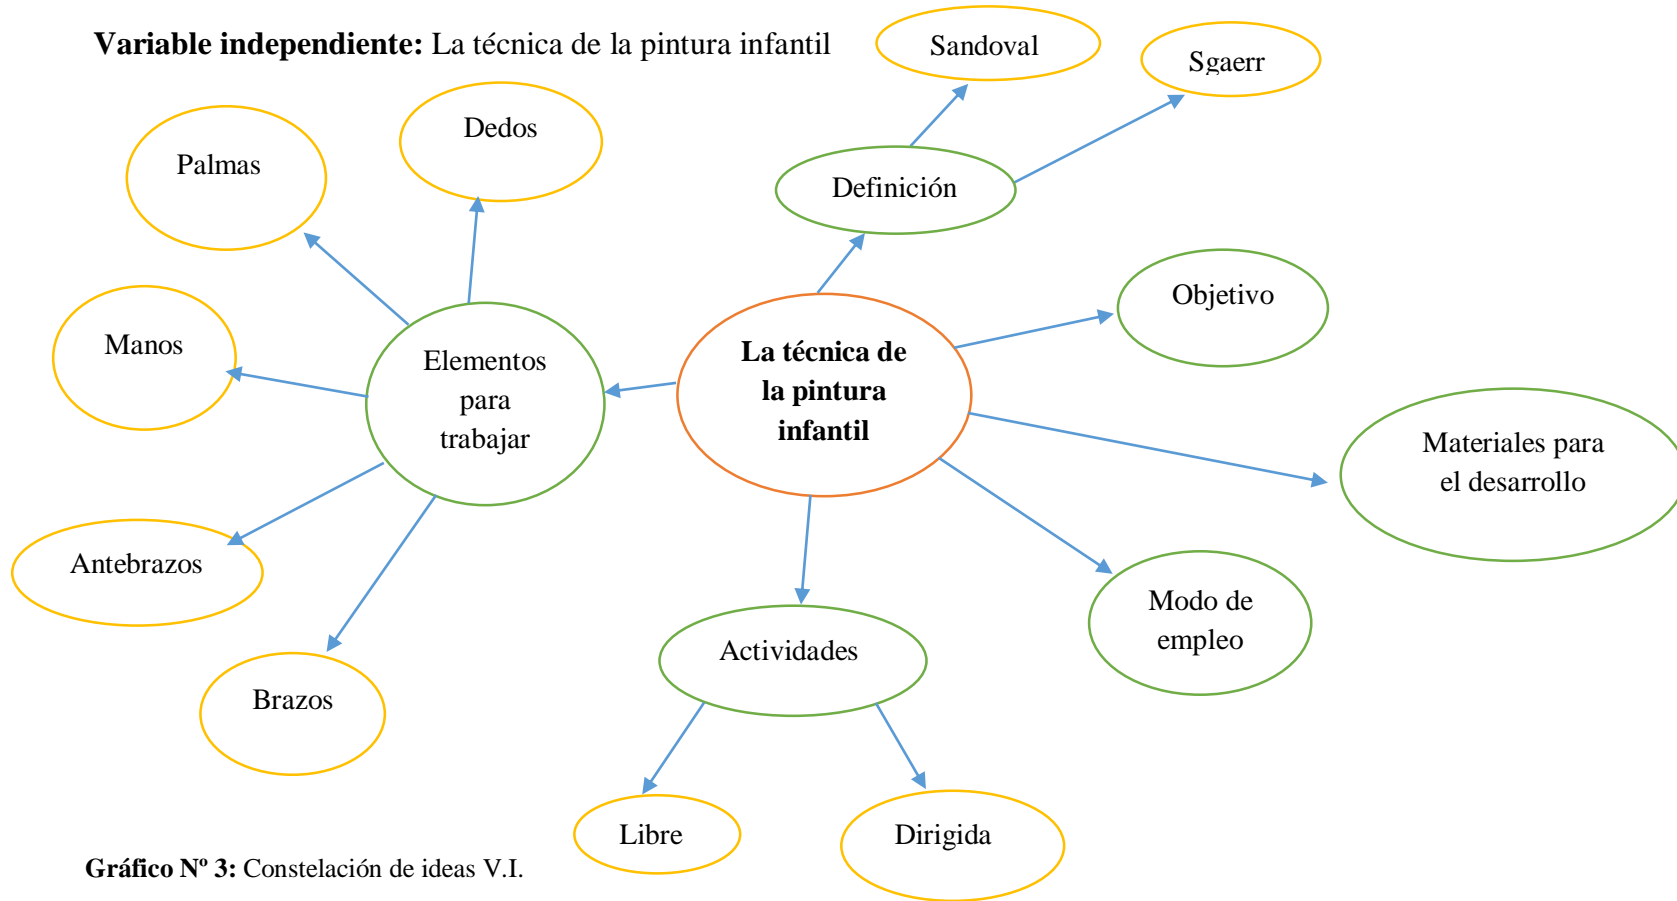 Variable independiente: La técnica de la pintura infantil
Sandoval
Sgaerr
Dedos
Palmas
Definición
Objetivo
Manos
Elementos
para
trabajar
La técnica de
la pintura
infantil
Materiales para
el desarrollo
Antebrazos
Modo de
empleo
Actividades
Brazos
Libre
Dirigida
Gráfico Nº 3: Constelación de ideas V.I.